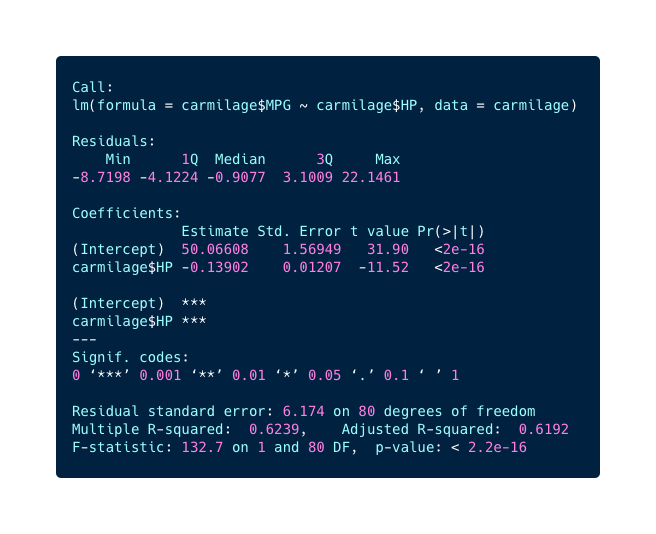 Call:
lm(formula = carmilage$MPG ~ carmilage$HP, data = carmilage)
Residuals:
    Min      1Q  Median      3Q     Max
-8.7198 -4.1224 -0.9077  3.1009 22.1461
Coefficients:
             Estimate Std. Error t value Pr(>|t|)
(Intercept)  50.06608    1.56949   31.90   <2e-16
carmilage$HP -0.13902    0.01207  -11.52   <2e-16
(Intercept)  ***
carmilage$HP ***
---
Signif. codes:
0 ‘***’ 0.001 ‘**’ 0.01 ‘*’ 0.05 ‘.’ 0.1 ‘ ’ 1
Residual standard error: 6.174 on 80 degrees of freedom
Multiple R-squared:  0.6239,    Adjusted R-squared:  0.6192
F-statistic: 132.7 on 1 and 80 DF,  p-value: < 2.2e-16